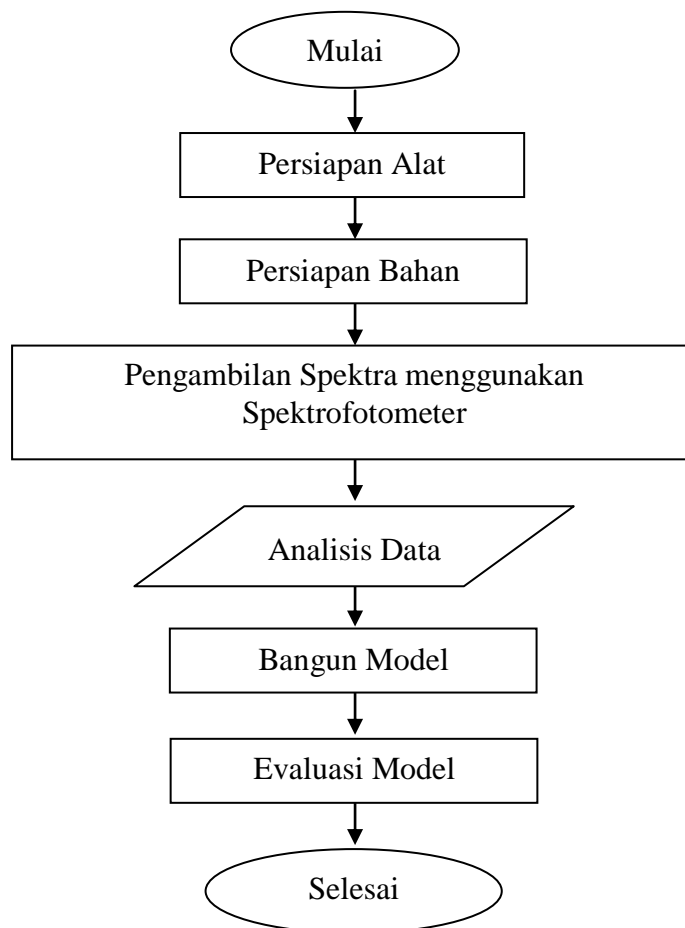 Mulai
Persiapan Alat
Persiapan Bahan
Pengambilan Spektra menggunakan
Spektrofotometer
Analisis Data
Bangun Model
Evaluasi Model
Selesai